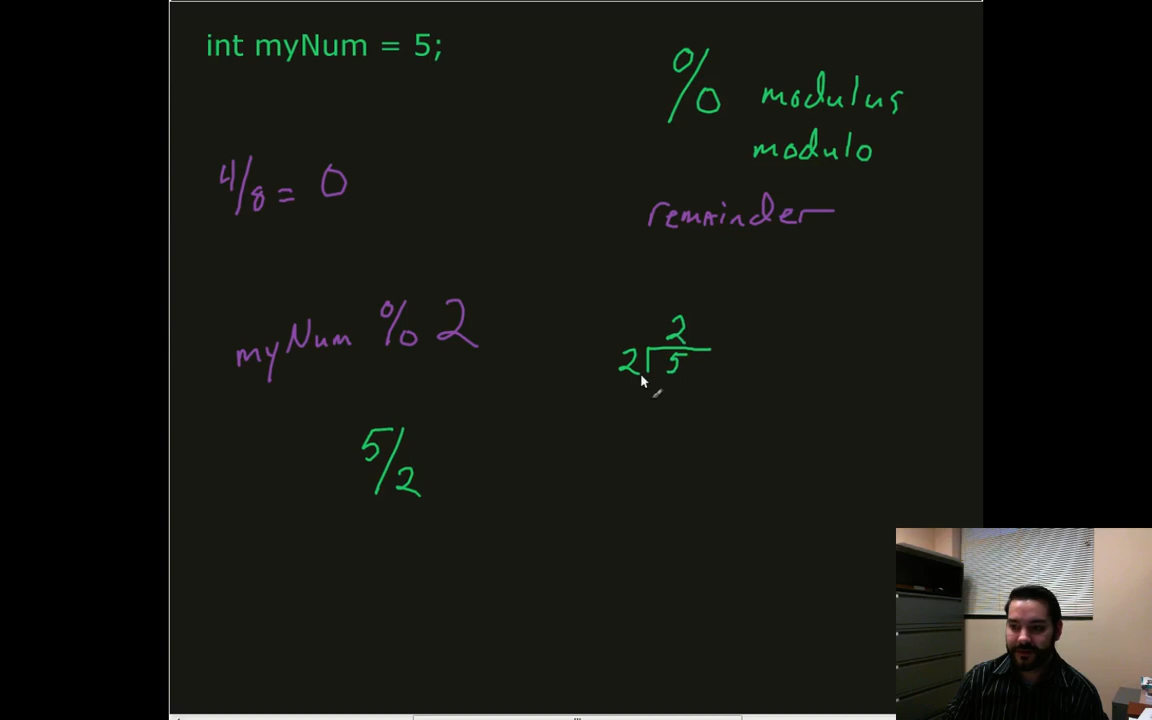 int myNum = 5;
% modulus
modulo
4/8 = 0
remainder
myNum % 2
2
2 5
5/2